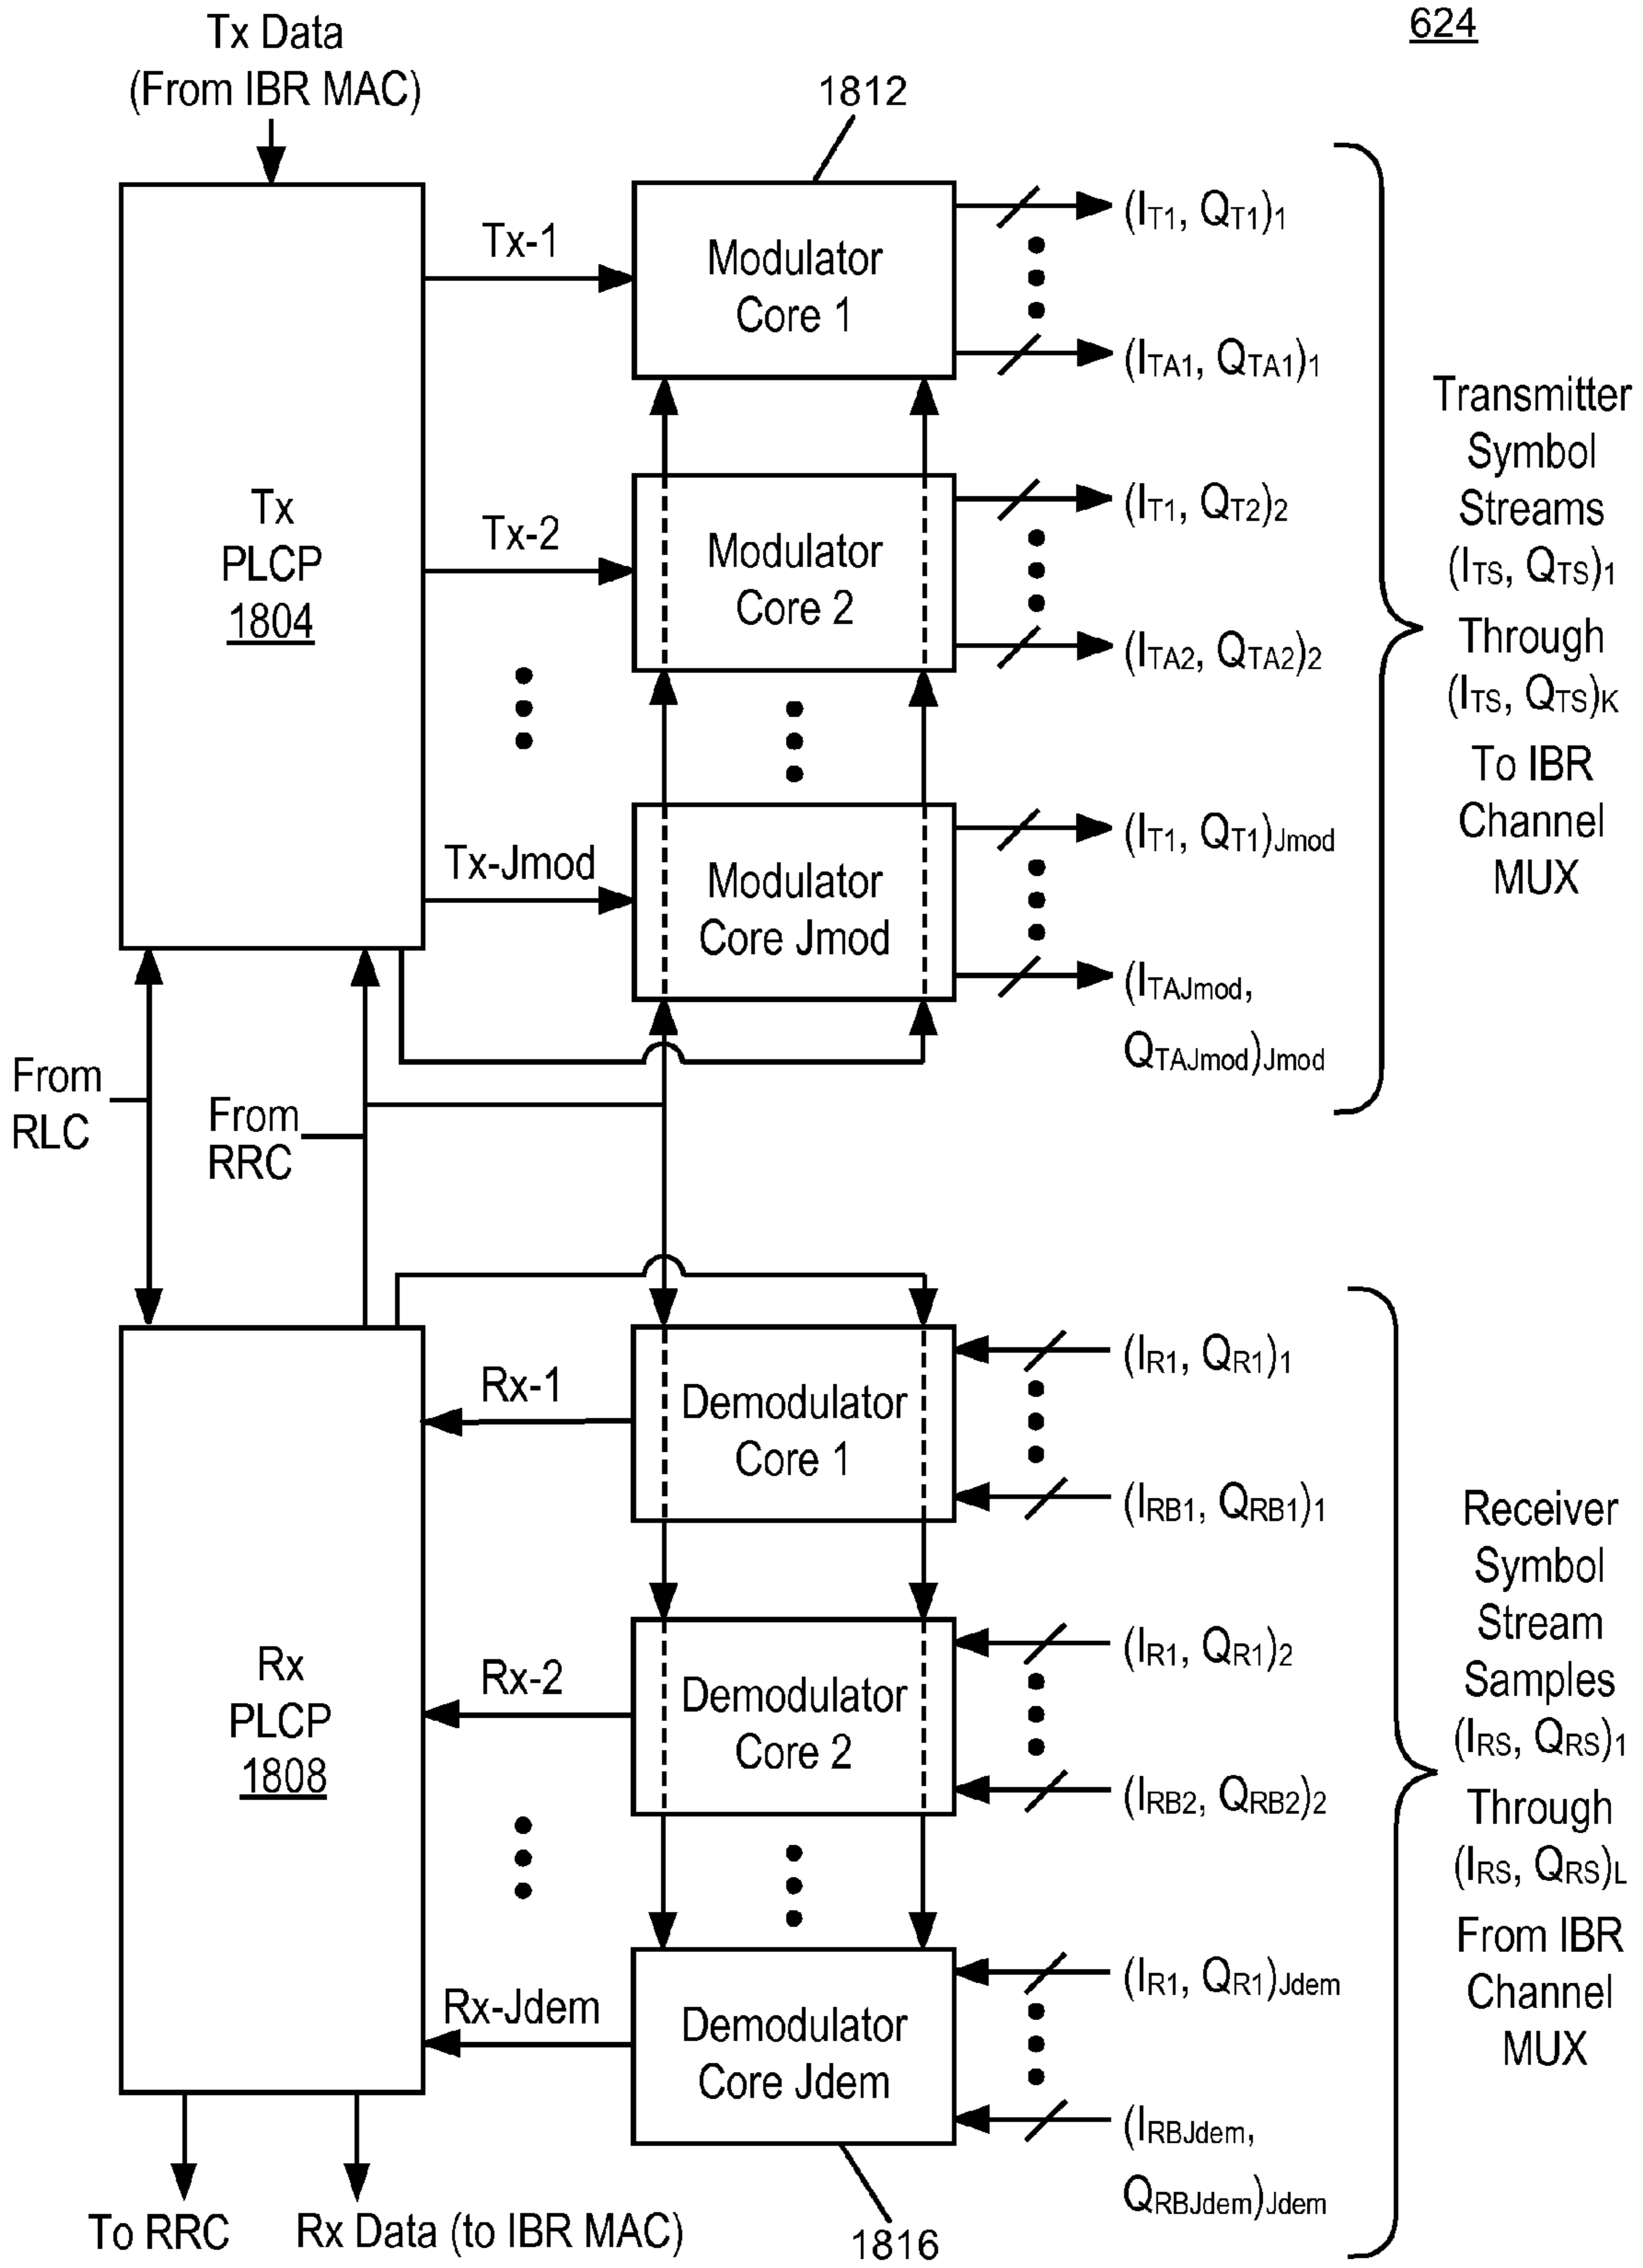 624
Tx Data
(From IBR MAC)
1812
Tx-1
Modulator
Core 1
(IT1, QT1)1
(ITA1, QTA1)1
Tx
PLCP
1804
Tx-2
Modulator
Core 2
(IT1, QT2)2
(ITA2, QTA2)2
Tx-Jmod
Modulator
Core Jmod
(IT1, QT1)Jmod
(ITAJmod,
QTAJmod)Jmod
Transmitter
Symbol
Streams
(ITS, QTS)1
Through
(ITS, QTS)K
To IBR
Channel
MUX
From
RLC
From
RRC
Rx-1
Demodulator
Core 1
(IR1, QR1)1
(IRB1, QRB1)1
Rx
PLCP
1808
Rx-2
Demodulator
Core 2
(IR1, QR1)2
(IRB2, QRB2)2
Rx-Jdem
Demodulator
Core Jdem
(IR1, QR1)Jdem
(IRBJdem,
QRBJdem)Jdem
Receiver
Symbol
Stream
Samples
(IRS, QRS)1
Through
(IRS, QRS)L
From IBR
Channel
MUX
To RRC
Rx Data (to IBR MAC)
1816